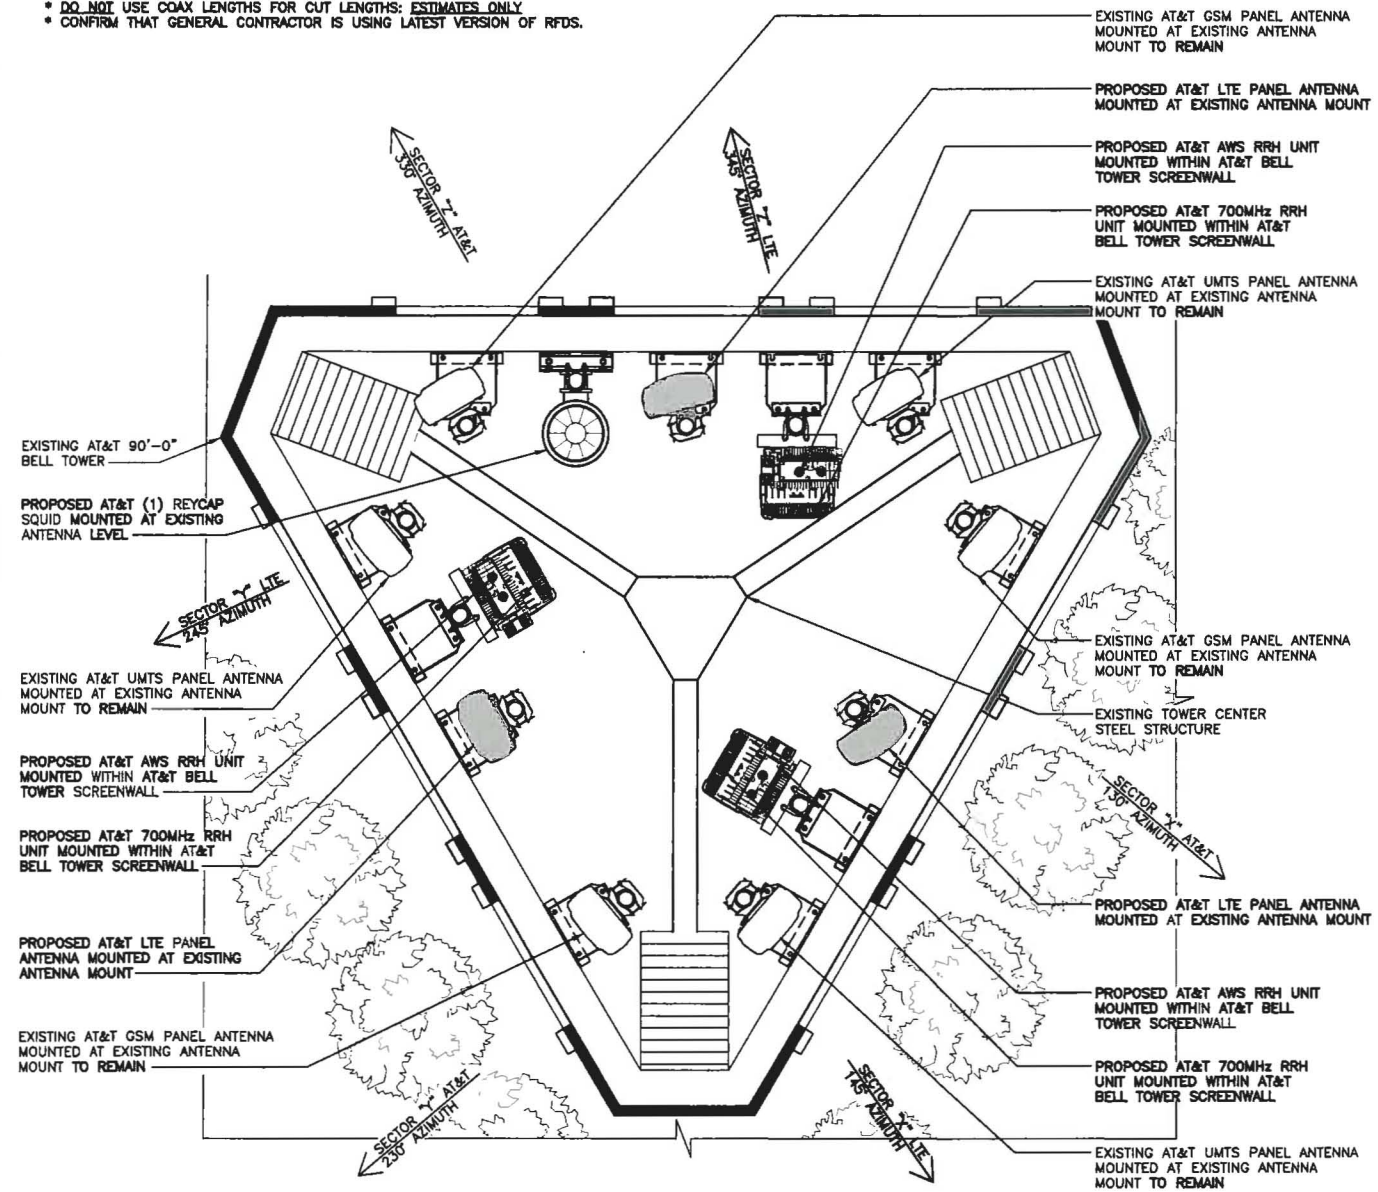 * DO NOT USE COAX LENGTHS FOR CUT LENGTHS: ESTIMATES ONLY
* CONFIRM THAT GENERAL CONTRACTOR IS USING LATEST VERSION OF RFDS.
EXISTING AT&T GSM PANEL ANTENNA
MOUNTED AT EXISTING ANTENNA
MOUNT TO REMAIN
PROPOSED AT&T LTE PANEL ANTENNA
MOUNTED AT EXISTING ANTENNA MOUNT
PROPOSED AT&T AWS RRH UNIT
MOUNTED WITHIN AT&T BELL
TOWER SCREENWALL
PROPOSED AT&T 700MHz RRH
UNIT MOUNTED WITHIN AT&T
BELL TOWER SCREENWALL
EXISTING AT&T UMTS PANEL ANTENNA
MOUNTED AT EXISTING ANTENNA
MOUNT TO REMAIN
SECTOR "Z" AT&T
330° AZIMUTH
SECTOR "Z" LTE
345° AZIMUTH
EXISTING AT&T 90'-0"
BELL TOWER
PROPOSED AT&T (1) REYCAP
SQUID MOUNTED AT EXISTING
ANTENNA LEVEL
SECTOR "Y" LTE
245° AZIMUTH
EXISTING AT&T UMTS PANEL ANTENNA
MOUNTED AT EXISTING ANTENNA
MOUNT TO REMAIN
PROPOSED AT&T AWS RRH UNIT
MOUNTED WITHIN AT&T BELL
TOWER SCREENWALL
PROPOSED AT&T 700MHz RRH
UNIT MOUNTED WITHIN AT&T
BELL TOWER SCREENWALL
PROPOSED AT&T LTE PANEL
ANTENNA MOUNTED AT EXISTING
ANTENNA MOUNT
EXISTING AT&T GSM PANEL ANTENNA
MOUNTED AT EXISTING ANTENNA
MOUNT TO REMAIN
SECTOR "Y" AT&T
230° AZIMUTH
EXISTING AT&T GSM PANEL ANTENNA
MOUNTED AT EXISTING ANTENNA
MOUNT TO REMAIN
EXISTING TOWER CENTER
STEEL STRUCTURE
SECTOR "X" AT&T
130° AZIMUTH
PROPOSED AT&T LTE PANEL ANTENNA
MOUNTED AT EXISTING ANTENNA MOUNT
PROPOSED AT&T AWS RRH UNIT
MOUNTED WITHIN AT&T BELL
TOWER SCREENWALL
PROPOSED AT&T 700MHz RRH
UNIT MOUNTED WITHIN AT&T
BELL TOWER SCREENWALL
SECTOR "X" LTE
145° AZIMUTH
EXISTING AT&T UMTS PANEL ANTENNA
MOUNTED AT EXISTING ANTENNA
MOUNT TO REMAIN